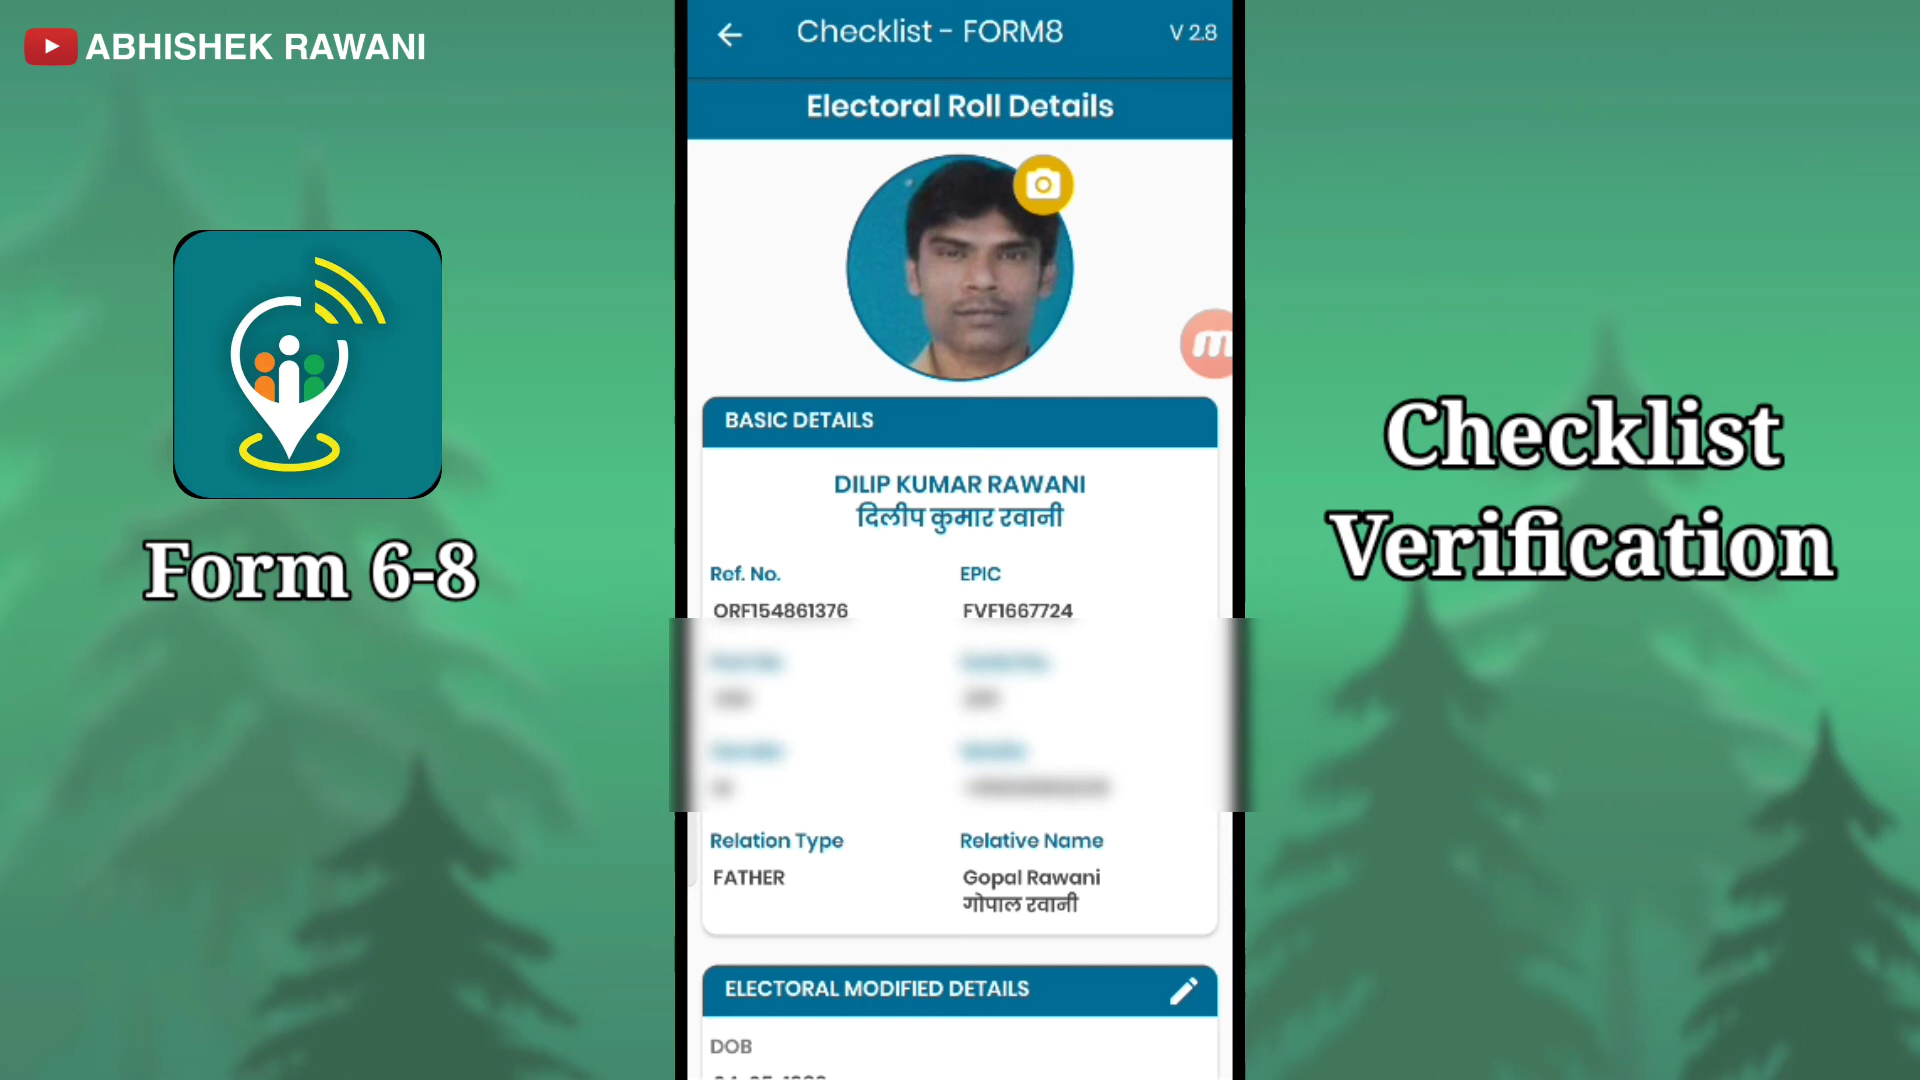 ABHISHEK RAWANI
Checklist - FORM8
V 2.8
Electoral Roll Details
m
BASIC DETAILS
DILIP KUMAR RAWANI
दिलीप कुमार रवानी
Ref. No.
EPIC
ORF154861376
FVF1667724
Relation Type
Relative Name
FATHER
Gopal Rawani
गोपाल रवानी
ELECTORAL MODIFIED DETAILS
DOB
Form 6-8
Checklist
Verification